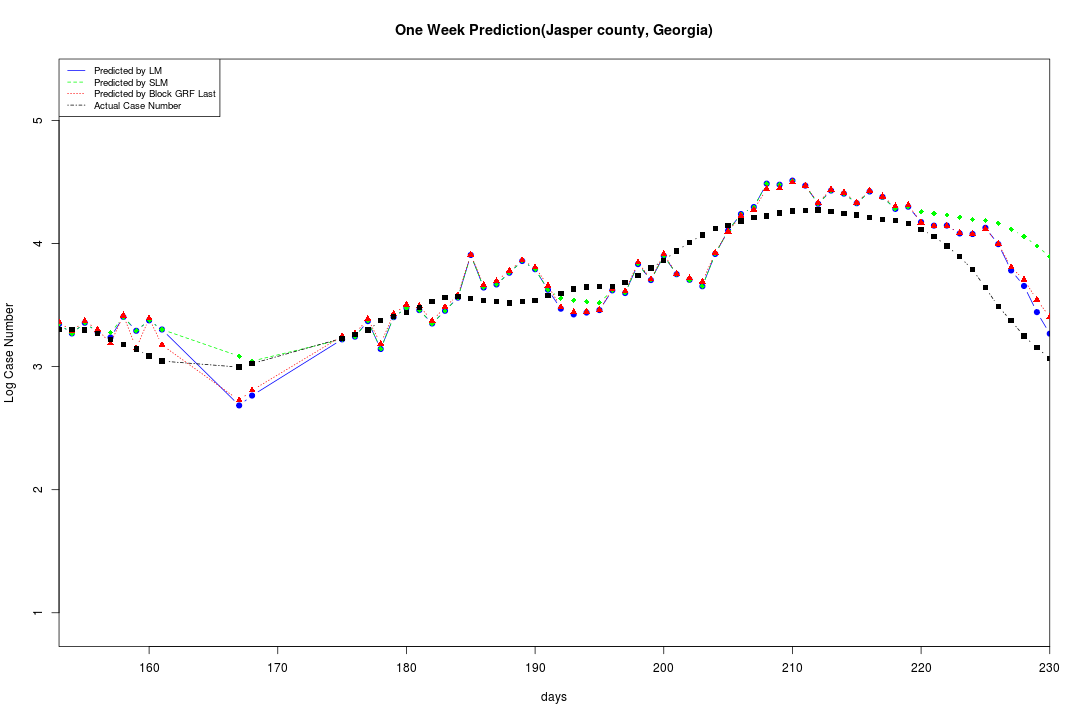 One Week Prediction(Jasper county, Georgia)
Predicted by LM
Predicted by SLM
Predicted by Block GRF Last
Actual Case Number
5
4
3
2
1
Log Case Number
160 170 180 190 200 210 220 230
days